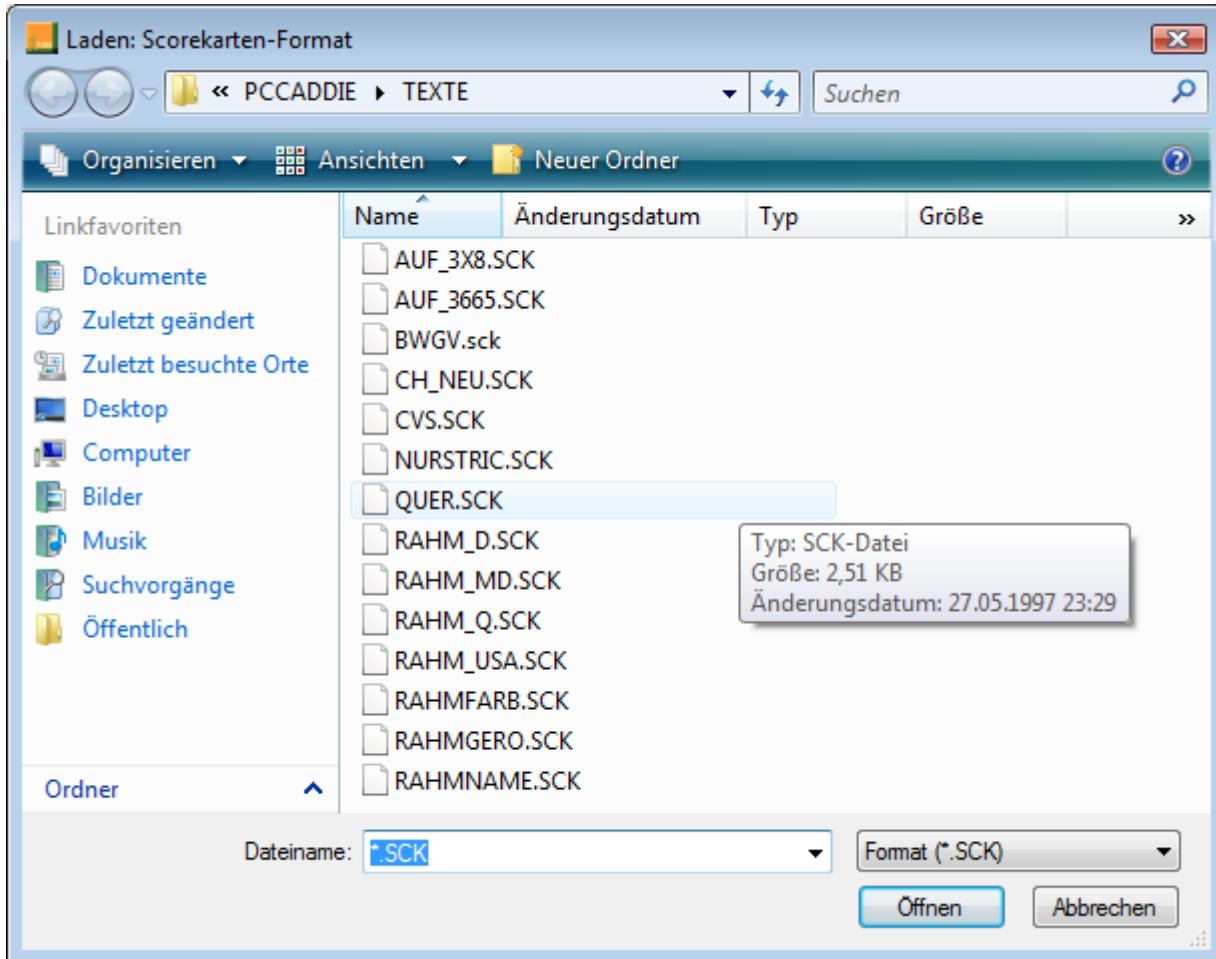 Laden: Scorekarten-Format
« PCCADDIE ▸ TEXTE
Suchen
Organisieren Ansichten Neuer Ordner
Linkfavoriten
Dokumente
Zuletzt geändert
Zuletzt besuchte Orte
Desktop
Computer
Bilder
Musik
Suchvorgänge
Öffentlich
Ordner
Name Änderungsdatum Typ Größe »
AUF_3X8.SCK
AUF_3665.SCK
BWGV.sck
CH_NEU.SCK
CVS.SCK
NURSTRIC.SCK
QUER.SCK
RAHM_D.SCK
RAHM_MD.SCK
RAHM_Q.SCK
RAHM_USA.SCK
RAHMFARB.SCK
RAHMGERO.SCK
RAHMNAME.SCK
Typ: SCK-Datei
Größe: 2,51 KB
Änderungsdatum: 27.05.1997 23:29
Dateiname: *.SCK Format (*.SCK)
Öffnen Abbrechen